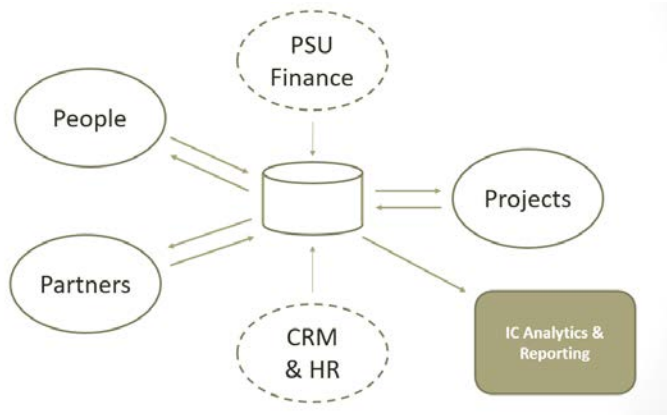 PSU
Finance
People
Projects
Partners
CRM
& HR
IC Analytics &
Reporting